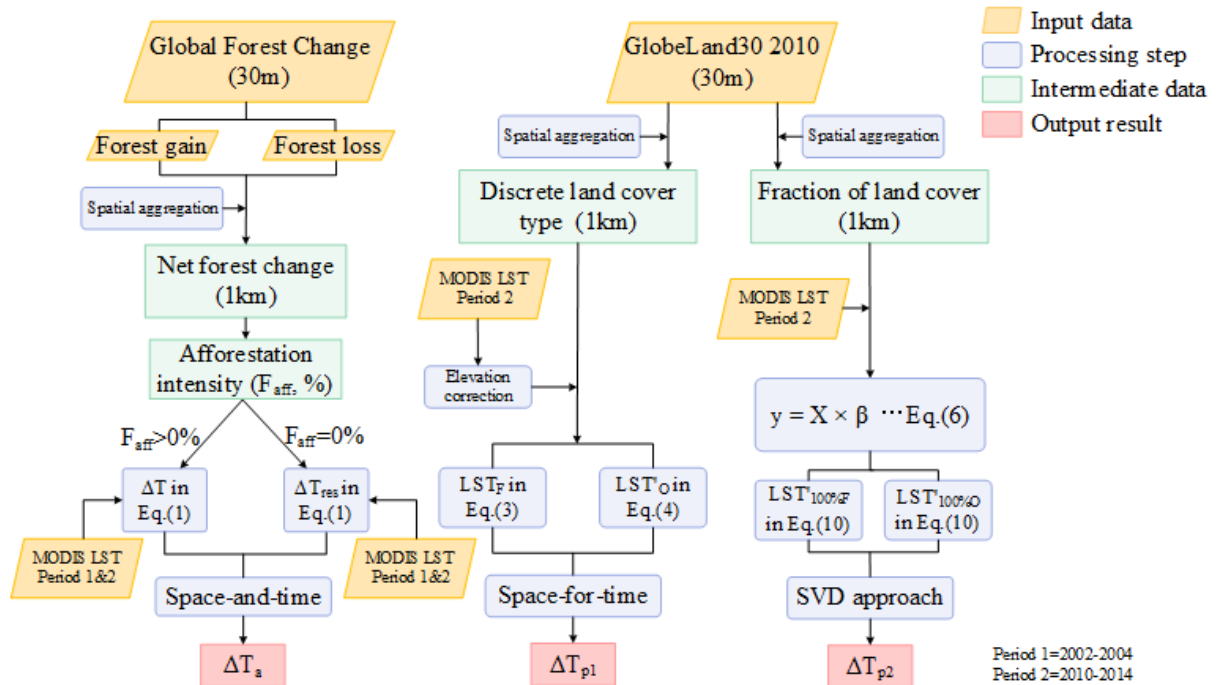 Global Forest Change
(30m)
Forest gain
Forest loss
Spatial aggregation
Net forest change
(1km)
Afforestation
intensity (Faff, %)
Faff>0%
Faff=0%
ΔT in
Eq.(1)
ΔTres in
Eq.(1)
MODIS LST
Period 1&2
MODIS LST
Period 1&2
Space-and-time
ΔTa
GlobeLand30 2010
(30m)
Spatial aggregation
Spatial aggregation
Discrete land cover
type (1km)
MODIS LST
Period 2
Elevation
correction
LSTF in
Eq.(3)
LST'O in
Eq.(4)
Space-for-time
ΔTp1
Fraction of land cover
(1km)
MODIS LST
Period 2
y = X × β ⋯Eq.(6)
LST'100%F
in Eq.(10)
LST'100%O
in Eq.(10)
SVD approach
ΔTp2
Input data
Processing step
Intermediate data
Output result
Period 1=2002-2004
Period 2=2010-2014